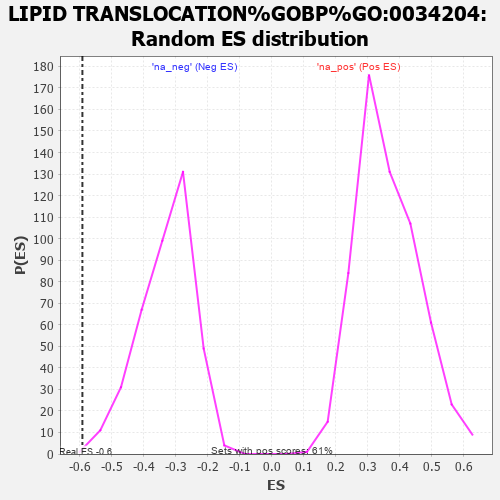 LIPID TRANSLOCATION%GOBP%GO:0034204:
Random ES distribution
'na_neg' (Neg ES)
'na_pos' (Pos ES)
180
170
160
150
140
130
120
110
100
90
80
70
60
50
40
30
20
10
0
P(ES)
Real ES -0.6
Sets with pos scores: 61%
-0.6 -0.5 -0.4 -0.3 -0.2 -0.1 0.0 0.1 0.2 0.3 0.4 0.5 0.6
ES